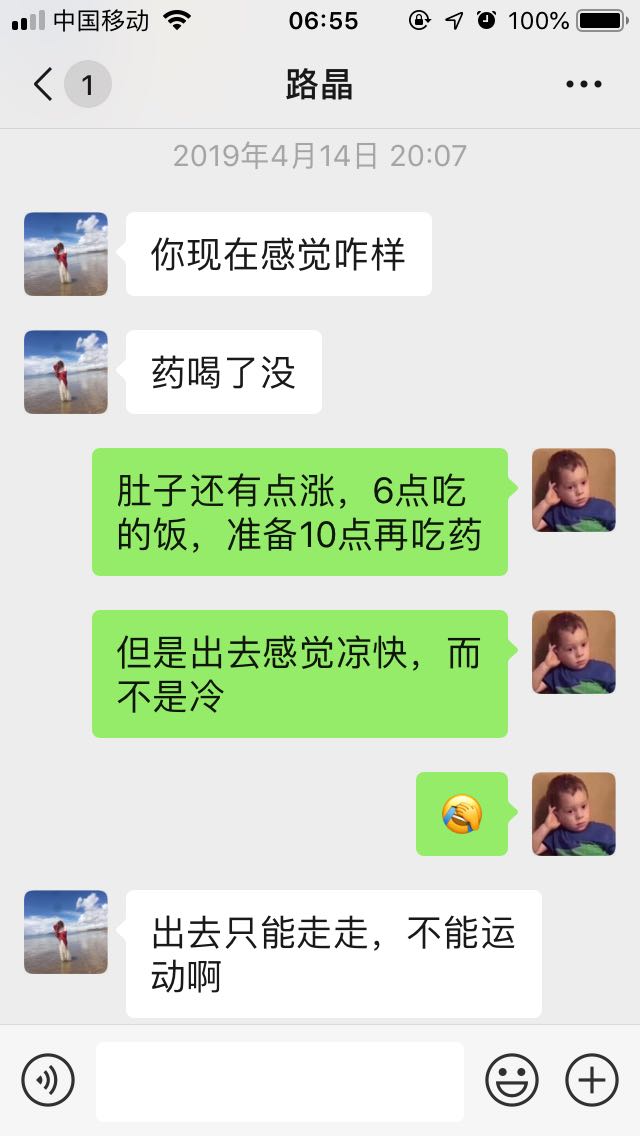 中国移动 06:55 100%
1 路晶
2019年4月14日 20:07
你现在感觉咋样
药喝了没
肚子还有点涨，6点吃
的饭，准备10点再吃药
但是出去感觉凉快，而
不是冷
出去只能走走，不能运
动啊